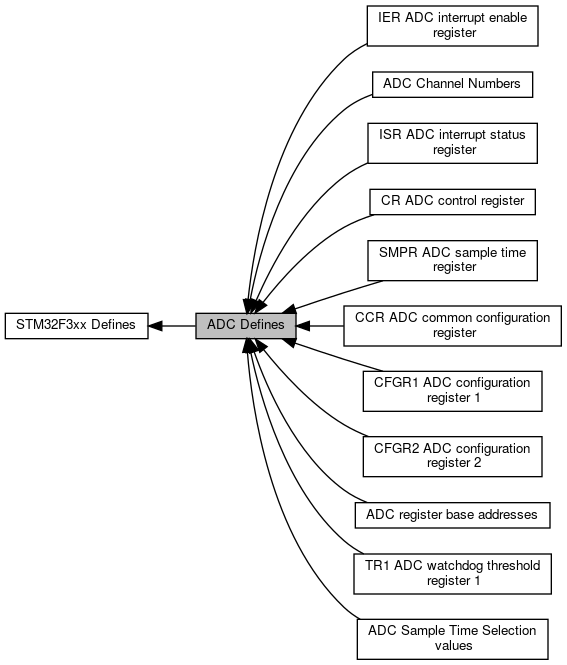 IER ADC interrupt enable
register
ADC Channel Numbers
ISR ADC interrupt status
register
CR ADC control register
SMPR ADC sample time
register
STM32F3xx Defines
ADC Defines
CCR ADC common configuration
register
CFGR1 ADC configuration
register 1
CFGR2 ADC configuration
register 2
ADC register base addresses
TR1 ADC watchdog threshold
register 1
ADC Sample Time Selection
values